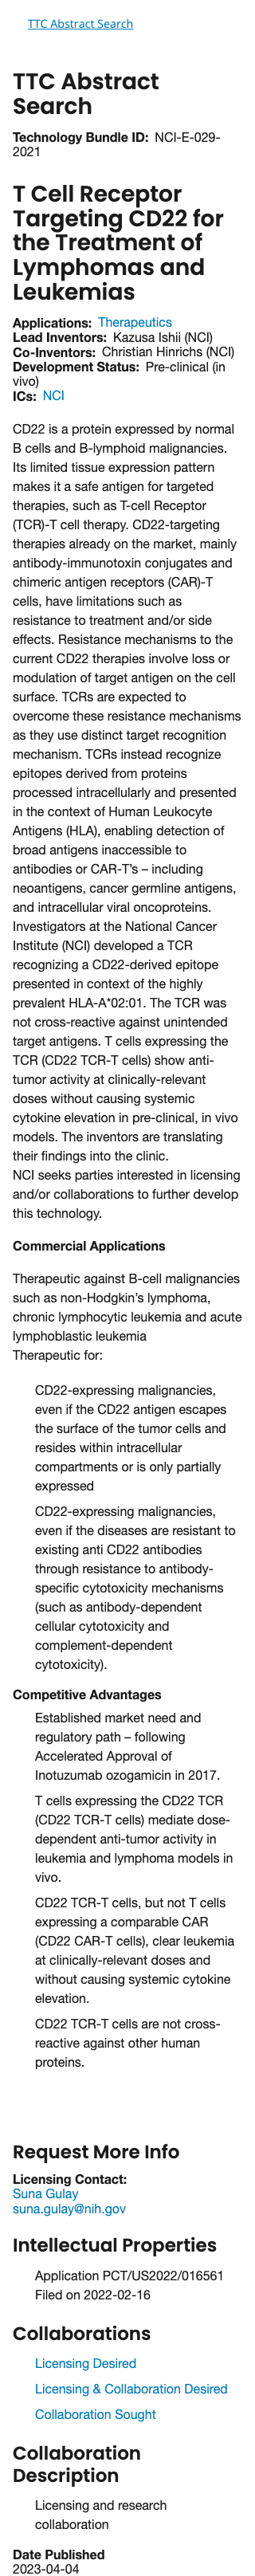 TTC Abstract Search
TTC Abstract
Search
Technology Bundle ID: NCI-E-029-
2021
T Cell Receptor
Targeting CD22 for
the Treatment of
Lymphomas and
Leukemias
Applications: Therapeutics
Lead Inventors: Kazusa Ishii (NCI)
Co-Inventors: Christian Hinrichs (NCI)
Development Status: Pre-clinical (in
vivo)
ICs: NCI
CD22 is a protein expressed by normal
B cells and B-lymphoid malignancies.
Its limited tissue expression pattern
makes it a safe antigen for targeted
therapies, such as T-cell Receptor
(TCR)-T cell therapy. CD22-targeting
therapies already on the market, mainly
antibody-immunotoxin conjugates and
chimeric antigen receptors (CAR)-T
cells, have limitations such as
resistance to treatment and/or side
effects. Resistance mechanisms to the
current CD22 therapies involve loss or
modulation of target antigen on the cell
surface. TCRs are expected to
overcome these resistance mechanisms
as they use distinct target recognition
mechanism. TCRs instead recognize
epitopes derived from proteins
processed intracellularly and presented
in the context of Human Leukocyte
Antigens (HLA), enabling detection of
broad antigens inaccessible to
antibodies or CAR-T's – including
neoantigens, cancer germline antigens,
and intracellular viral oncoproteins.
Investigators at the National Cancer
Institute (NCI) developed a TCR
recognizing a CD22-derived epitope
presented in context of the highly
prevalent HLA-A*02:01. The TCR was
not cross-reactive against unintended
target antigens. T cells expressing the
TCR (CD22 TCR-T cells) show anti-
tumor activity at clinically-relevant
doses without causing systemic
cytokine elevation in pre-clinical, in vivo
models. The inventors are translating
their findings into the clinic.
NCI seeks parties interested in licensing
and/or collaborations to further develop
this technology.
Commercial Applications
Therapeutic against B-cell malignancies
such as non-Hodgkin's lymphoma,
chronic lymphocytic leukemia and acute
lymphoblastic leukemia
Therapeutic for:
CD22-expressing malignancies,
even if the CD22 antigen escapes
the surface of the tumor cells and
resides within intracellular
compartments or is only partially
expressed
CD22-expressing malignancies,
even if the diseases are resistant to
existing anti CD22 antibodies
through resistance to antibody-
specific cytotoxicity mechanisms
(such as antibody-dependent
cellular cytotoxicity and
complement-dependent
cytotoxicity).
Competitive Advantages
Established market need and
regulatory path – following
Accelerated Approval of
Inotuzumab ozogamicin in 2017.
T cells expressing the CD22 TCR
(CD22 TCR-T cells) mediate dose-
dependent anti-tumor activity in
leukemia and lymphoma models in
vivo.
CD22 TCR-T cells, but not T cells
expressing a comparable CAR
(CD22 CAR-T cells), clear leukemia
at clinically-relevant doses and
without causing systemic cytokine
elevation.
CD22 TCR-T cells are not cross-
reactive against other human
proteins.
Request More Info
Licensing Contact:
Suna Gulay
suna.gulay@nih.gov
Intellectual Properties
Application PCT/US2022/016561
Filed on 2022-02-16
Collaborations
Licensing Desired
Licensing & Collaboration Desired
Collaboration Sought
Collaboration
Description
Licensing and research
collaboration
Date Published
2023-04-04